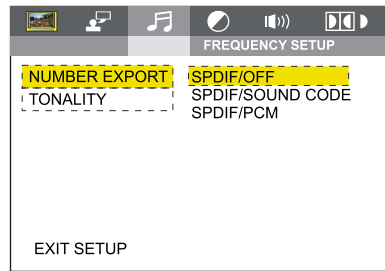 FREQUENCY SETUP
NUMBER EXPORT
TONALITY
SPDIF/OFF
SPDIF/SOUND CODE
SPDIF/PCM
EXIT SETUP